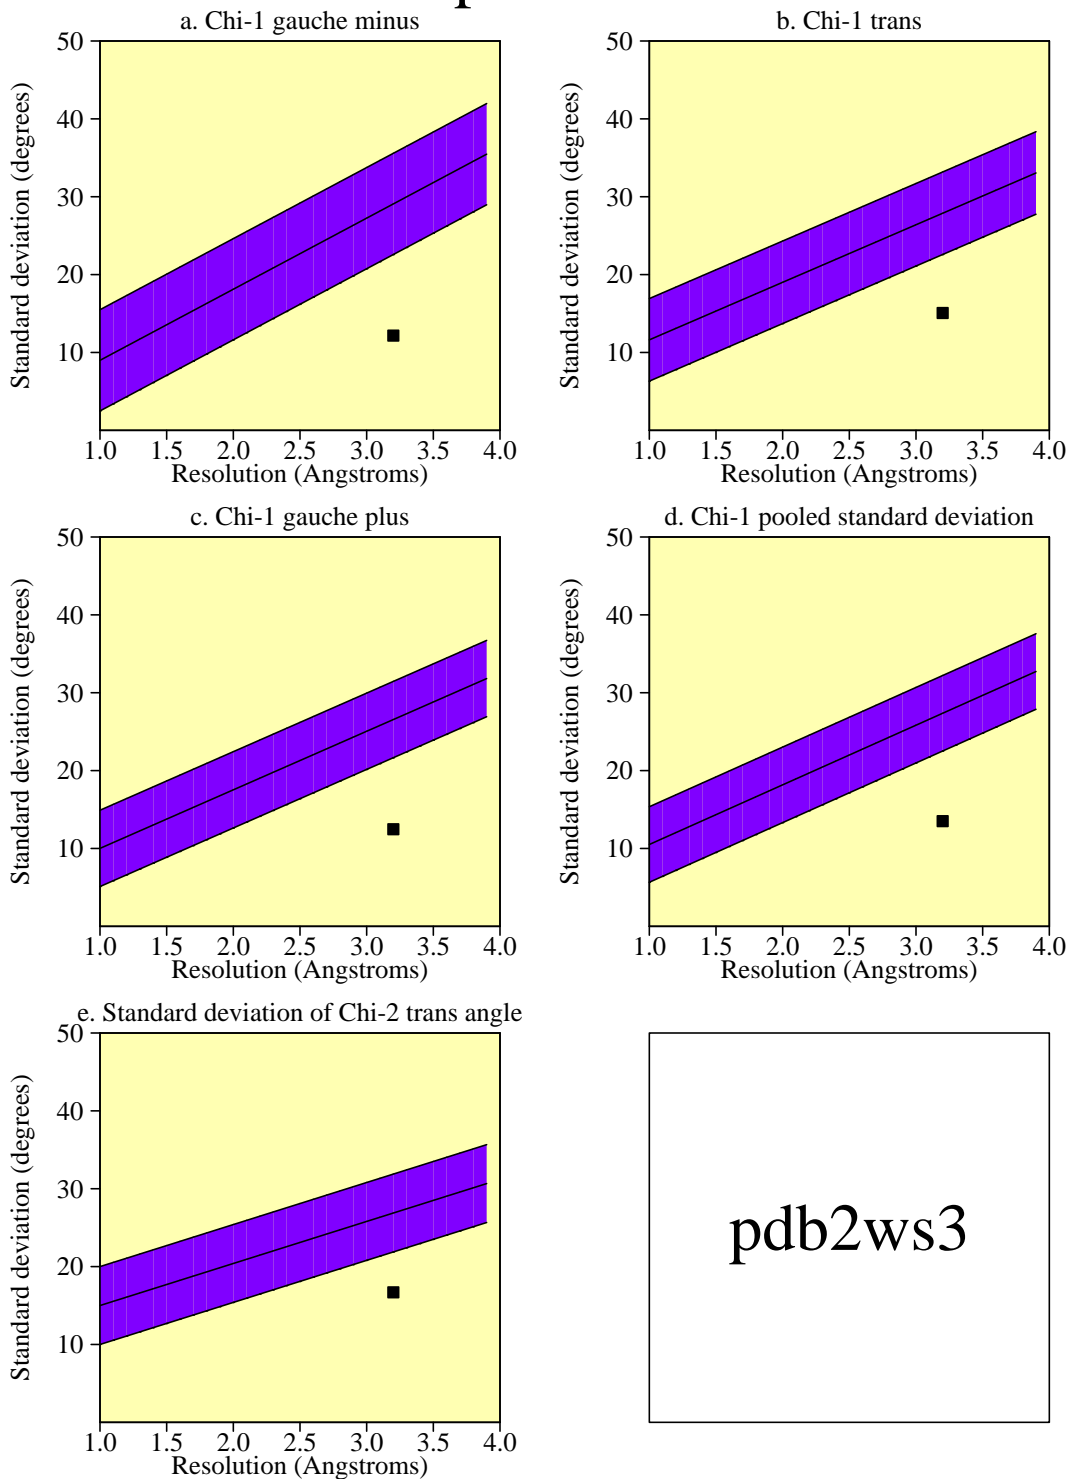 a. Chi-1 gauche minus
50
40
30
20
10
Standard deviation (degrees)
1.0 1.5 2.0 2.5 3.0 3.5 4.0
Resolution (Angstroms)
b. Chi-1 trans
50
40
30
20
10
Standard deviation (degrees)
1.0 1.5 2.0 2.5 3.0 3.5 4.0
Resolution (Angstroms)
c. Chi-1 gauche plus
50
40
30
20
10
Standard deviation (degrees)
1.0 1.5 2.0 2.5 3.0 3.5 4.0
Resolution (Angstroms)
d. Chi-1 pooled standard deviation
50
40
30
20
10
Standard deviation (degrees)
1.0 1.5 2.0 2.5 3.0 3.5 4.0
Resolution (Angstroms)
e. Standard deviation of Chi-2 trans angle
50
40
30
20
10
Standard deviation (degrees)
1.0 1.5 2.0 2.5 3.0 3.5 4.0
Resolution (Angstroms)
pdb2ws3